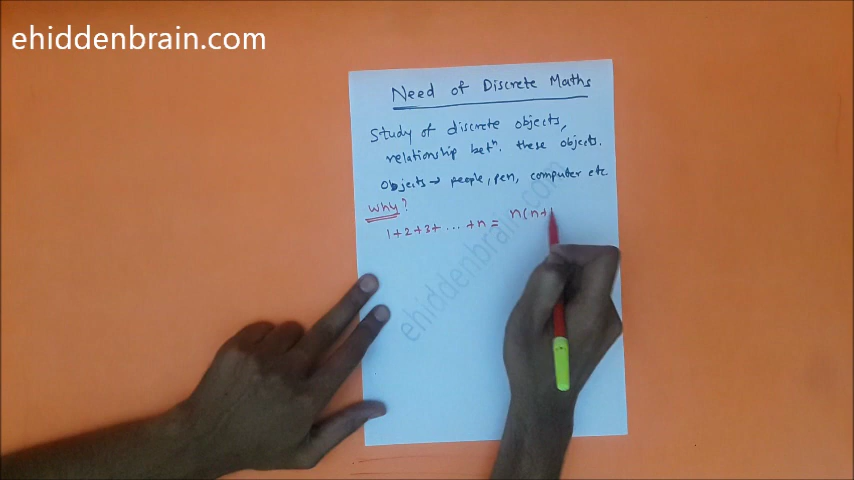 ehiddenbrain.com
Need of Discrete Maths
Study of discrete objects,
relationship betⁿ. these objects.
Objects → people, pen, computer etc
Why?
1+2+3+ ... +n = n(n+1
ehiddenbrain.com